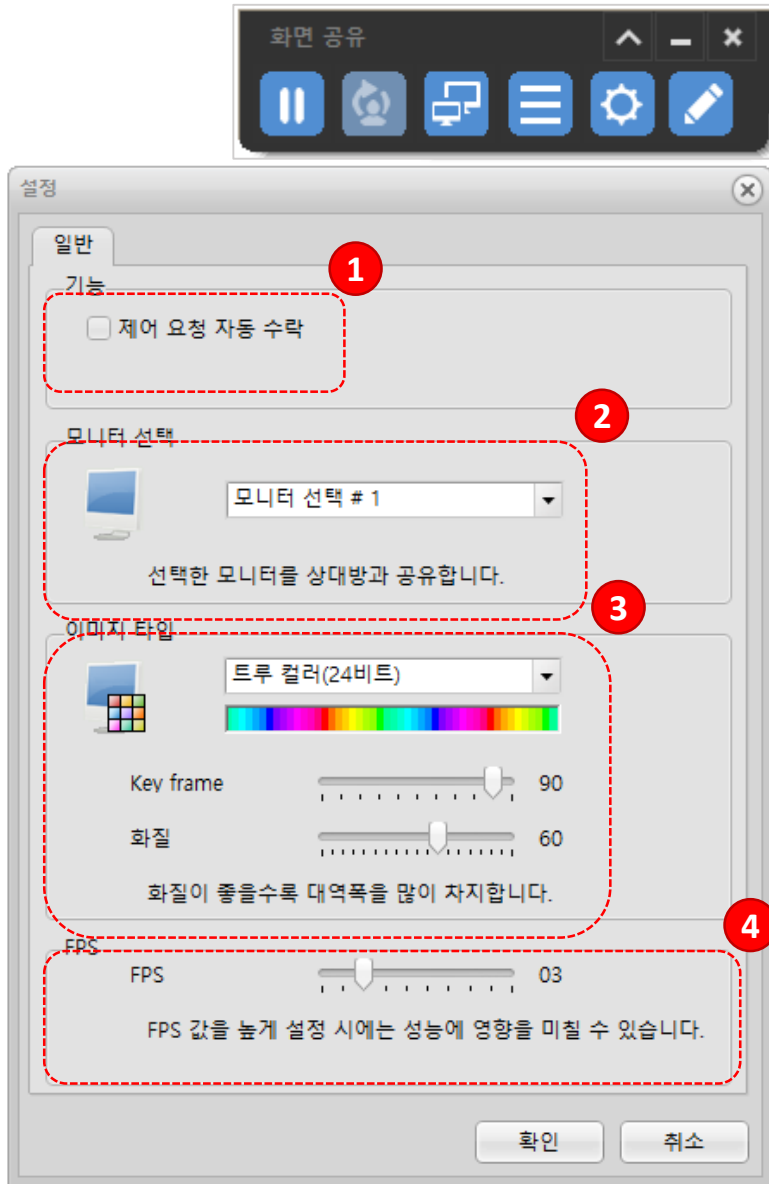 화면 공유
설정
일반
1
기능
제어 요청 자동 수락
2
모니터 선택
모니터 선택 # 1
선택한 모니터를 상대방과 공유합니다.
3
이미지 타입
트루 컬러(24비트)
Key frame 90
화질 60
화질이 좋을수록 대역폭을 많이 차지합니다.
4
FPS
FPS 03
FPS 값을 높게 설정 시에는 성능에 영향을 미칠 수 있습니다.
확인 취소